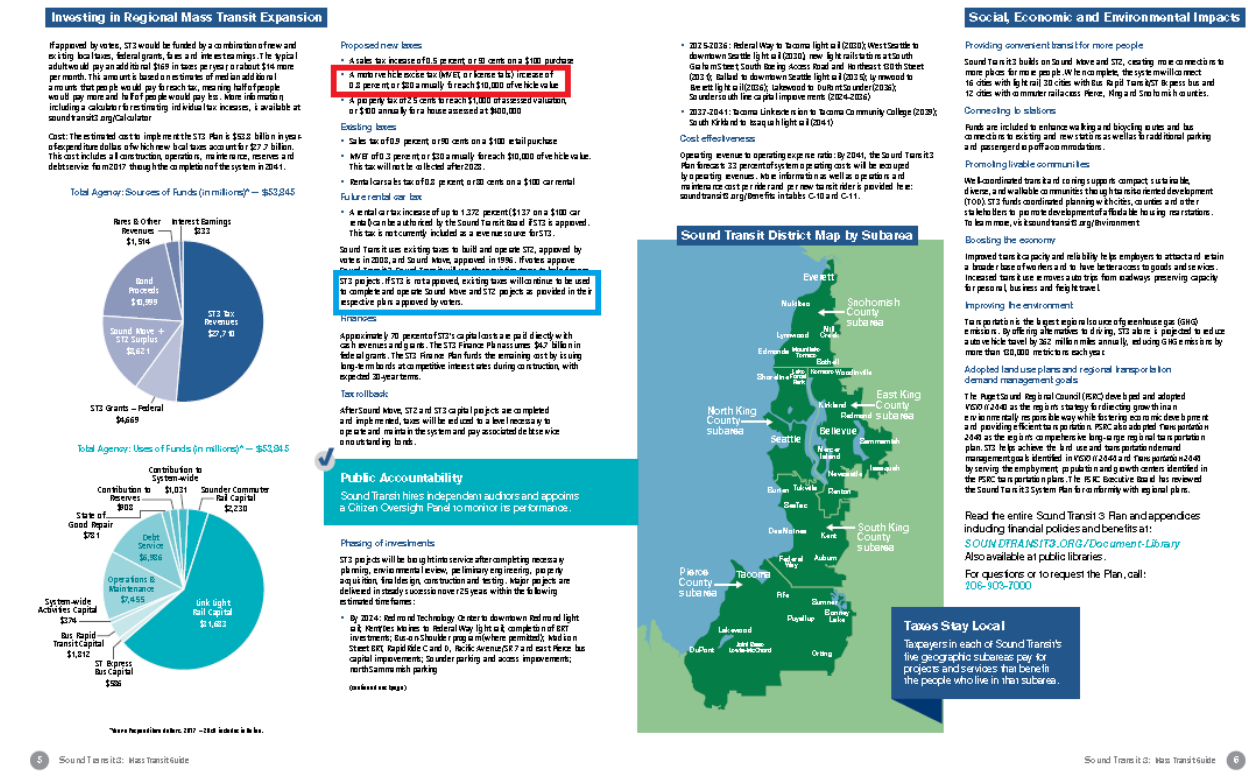 Investing in Regional Mass Transit Expansion
If approved by voters, ST3 would be funded by a combination of new and
existing local taxes, federal grants, fares and interest earnings. The typical
adult would pay an additional $169 in taxes per year or about $14 more
per month. This amount is based on estimates of median additional
amounts that people would pay for each tax, meaning half of people
would pay more and half of people would pay less. More information,
including a calculator for estimating individual tax increases, is available at
soundtransit3.org/Calculator
Cost: The estimated cost to implement the ST3 Plan is $53.8 billion in year-
of-expenditure dollars of which new local taxes account for $27.7 billion.
This cost includes all construction, operations, maintenance, reserves and
debt service from 2017 though the completion of the system in 2041.
Total Agency: Sources of Funds (in millions)* — $53,845
Fares & Other
Revenues
$1,514
Interest Earnings
$333
Bond
Proceeds
$10,999
ST3 Tax
Revenues
$27,710
Sound Move +
ST2 Surplus
ST3 Grants – Federal
$4,669
Total Agency: Uses of Funds (in millions)* — $53,845
Contribution to
System-wide
$1,031
Contribution to
Reserves
$908
Sounder Commuter
Rail Capital
$2,230
State of
Good Repair
$781
Debt
Service
$6,986
Operations &
Maintenance
$7,455
System-wide
Activities Capital
$374
Link Light
Rail Capital
Bus Rapid
Transit Capital
$1,812
ST Express
Bus Capital
$586
5 Sound Transit 3: Mass Transit Guide
Proposed new taxes
• A sales tax increase of 0.5 percent, or 50 cents on a $100 purchase
• A motor vehicle excise tax (MVET, or license tabs) increase of
0.8 percent, or $80 annually for each $10,000 of vehicle value
• A property tax of 25 cents for each $1,000 of assessed valuation,
or $100 annually for a house assessed at $400,000
Existing taxes
• Sales tax of 0.9 percent, or 90 cents on a $100 retail purchase
• MVET of 0.3 percent, or $30 annually for each $10,000 of vehicle value.
This tax will not be collected after 2028.
• Rental car sales tax of 0.8 percent, or 80 cents on a $100 car rental
Future rental car tax
• A rental car tax increase of up to 1.372 percent ($1.37 on a $100 car
rental) can be authorized by the Sound Transit Board if ST3 is approved.
This tax is not currently included as a revenue source for ST3.
Sound Transit uses existing taxes to build and operate ST2, approved by
voters in 2008, and Sound Move, approved in 1996. If voters approve
ST3 projects. If ST3 is not approved, existing taxes will continue to be used
to complete and operate Sound Move and ST2 projects as provided in their
respective plans approved by voters.
Finances
Approximately 70 percent of ST3's capital costs are paid directly with
cash revenues and grants. The ST3 Finance Plan assumes $4.7 billion in
federal grants. The ST3 Finance Plan funds the remaining cost by issuing
long-term bonds at competitive interest rates during construction, with
expected 30-year terms.
Tax rollback
After Sound Move, ST2 and ST3 capital projects are completed
and implemented, taxes will be reduced to a level necessary to
operate and maintain the system and pay associated debt service
on outstanding bonds.
Public Accountability
Sound Transit hires independent auditors and appoints
a Citizen Oversight Panel to monitor its performance.
Phasing of investments
ST3 projects will be brought into service after completing necessary
planning, environmental review, preliminary engineering, property
acquisition, final design, construction and testing. Major projects are
delivered in steady succession over 25 years within the following
estimated timeframes:
• By 2024: Redmond Technology Center to downtown Redmond light
rail; Kent/Des Moines to Federal Way light rail; completion of BRT
investments; Bus-on-Shoulder program (where permitted); Madison
Street BRT, RapidRide C and D, Pacific Avenue/SR 7 and east Pierce bus
capital improvements; Sounder parking and access improvements;
north Sammamish parking
(continued next page)
*Year of Expenditure dollars, 2017 – 2041 includes inflation.
• 2025-2036: Federal Way to Tacoma light rail (2030); West Seattle to
downtown Seattle light rail (2030), new light rail stations at South
Graham Street, South Boeing Access Road and Northeast 130th Street
(2031); Ballard to downtown Seattle light rail (2035); Lynnwood to
Everett light rail (2036); Lakewood to DuPont Sounder (2036);
Sounder south line capital improvements (2024-2036)
• 2037-2041: Tacoma Link extension to Tacoma Community College (2039);
South Kirkland to Issaquah light rail (2041)
Cost effectiveness
Operating revenue to operating expense ratio: By 2041, the Sound Transit 3
Plan forecasts 33 percent of system operating costs will be recouped
by operating revenues. More information as well as operations and
maintenance cost per rider and per new transit rider is provided here:
soundtransit3.org/Benefits in tables C-10 and C-11.
Sound Transit District Map by Subarea
Everett
Mukilteo
Snohomish
County
subarea
Mill
Creek
Lynnwood
Edmonds
Mountlake
Terrace
Bothell
Shoreline
Lake
Forest
Park
Kenmore
Woodinville
North King
County
subarea
Kirkland
Redmond
East King
County
subarea
Seattle
Bellevue
Sammamish
Mercer
Island
Issaquah
Newcastle
Burien
Tukwila
Renton
SeaTac
Des Moines
Kent
South King
County
subarea
Federal
Way
Auburn
Pierce
County
subarea
Tacoma
Fife
Sumner
Bonney
Lake
Puyallup
Lakewood
Joint Base
Lewis-McChord
DuPont
Orting
Taxes Stay Local
Taxpayers in each of Sound Transit's
five geographic subareas pay for
projects and services that benefit
the people who live in that subarea.
Social, Economic and Environmental Impacts
Providing convenient transit for more people
Sound Transit 3 builds on Sound Move and ST2, creating more connections to
more places for more people. When complete, the system will connect
16 cities with light rail, 30 cities with Bus Rapid Transit/ST Express bus and
12 cities with commuter rail across Pierce, King and Snohomish counties.
Connecting to stations
Funds are included to enhance walking and bicycling routes and bus
connections to existing and new stations as well as for additional parking
and passenger drop off accommodations.
Promoting livable communities
Well-coordinated transit and zoning supports compact, sustainable,
diverse, and walkable communities though transit-oriented development
(TOD). ST3 funds coordinated planning with cities, counties and other
stakeholders to promote development of affordable housing near stations.
To learn more, visit soundtransit3.org/Environment
Boosting the economy
Improved transit capacity and reliability helps employers to attract and retain
a broader base of workers and to have better access to goods and services.
Increased transit use removes auto trips from roadways preserving capacity
for personal, business and freight travel.
Improving the environment
Transportation is the largest regional source of greenhouse gas (GHG)
emissions. By offering alternatives to driving, ST3 alone is projected to reduce
auto vehicle travel by 362 million miles annually, reducing GHG emissions by
more than 130,000 metric tons each year.
Adopted land use plans and regional transportation
demand management goals
The Puget Sound Regional Council (PSRC) developed and adopted
VISION 2040 as the region's strategy for directing growth in an
environmentally responsible way while fostering economic development
and providing efficient transportation. PSRC also adopted Transportation
2040 as the region's comprehensive long-range regional transportation
plan. ST3 helps achieve the land use and transportation demand
management goals identified in VISION 2040 and Transportation 2040
by serving the employment, population and growth centers identified in
the PSRC transportation plans. The PSRC Executive Board has reviewed
the Sound Transit 3 System Plan for conformity with regional plans.
Read the entire Sound Transit 3 Plan and appendices
including financial policies and benefits at:
SOUNDTRANSIT3.ORG/Document-Library
Also available at public libraries.
For questions or to request the Plan, call:
206-903-7000
Sound Transit 3: Mass Transit Guide 6